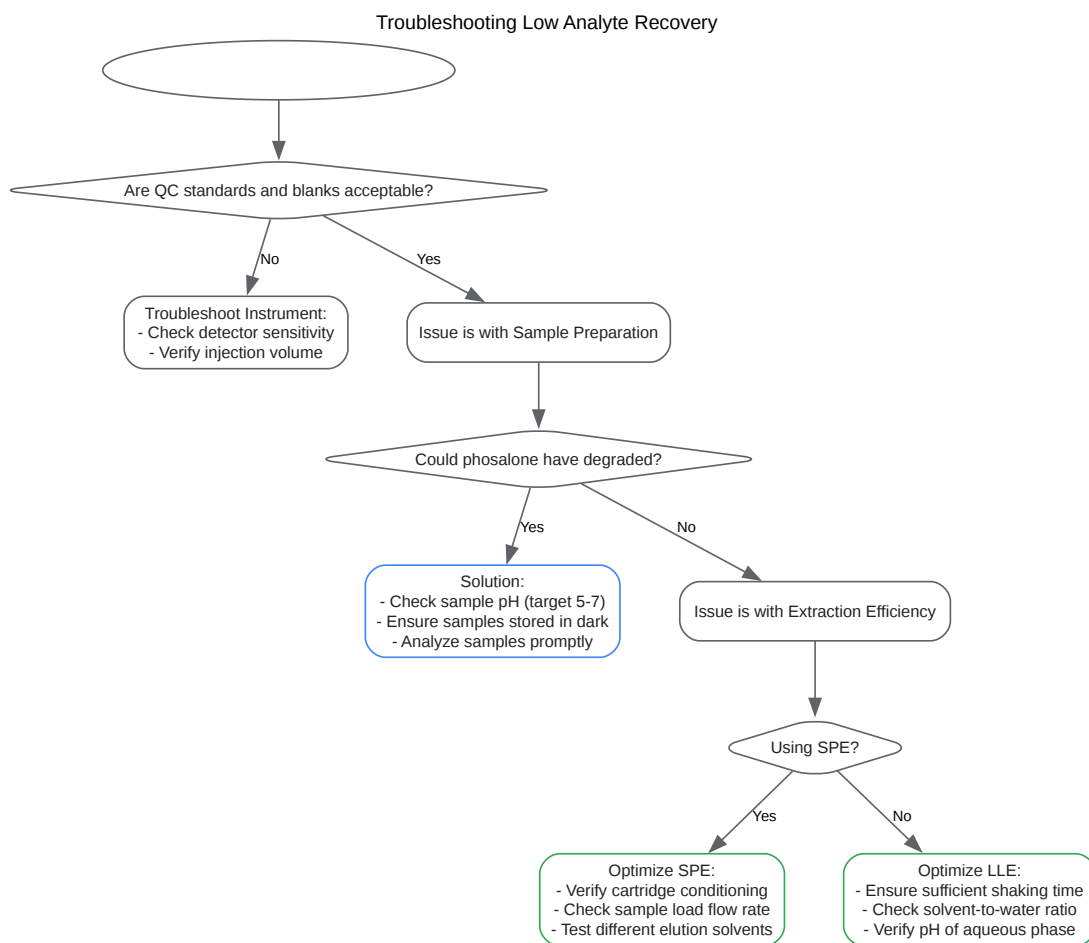 Troubleshooting Low Analyte Recovery
Are QC standards and blanks acceptable?
No
Yes
Troubleshoot Instrument:
- Check detector sensitivity
- Verify injection volume
Issue is with Sample Preparation
Could phosalone have degraded?
Yes
No
Solution:
- Check sample pH (target 5-7)
- Ensure samples stored in dark
- Analyze samples promptly
Issue is with Extraction Efficiency
Using SPE?
Yes
No
Optimize SPE:
- Verify cartridge conditioning
- Check sample load flow rate
- Test different elution solvents
Optimize LLE:
- Ensure sufficient shaking time
- Check solvent-to-water ratio
- Verify pH of aqueous phase